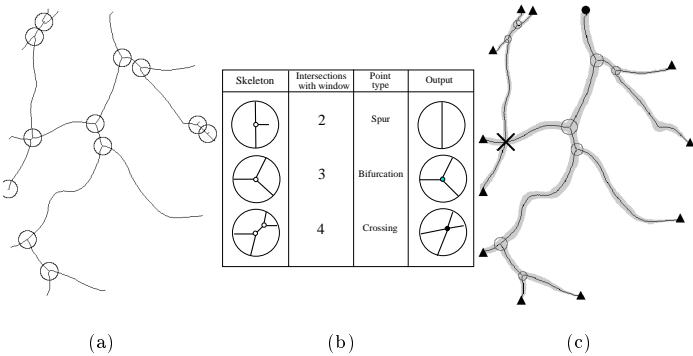 Skeleton Intersections with window Point type Output
2 Spur
3 Bifurcation
4 Crossing
(a) (b) (c)